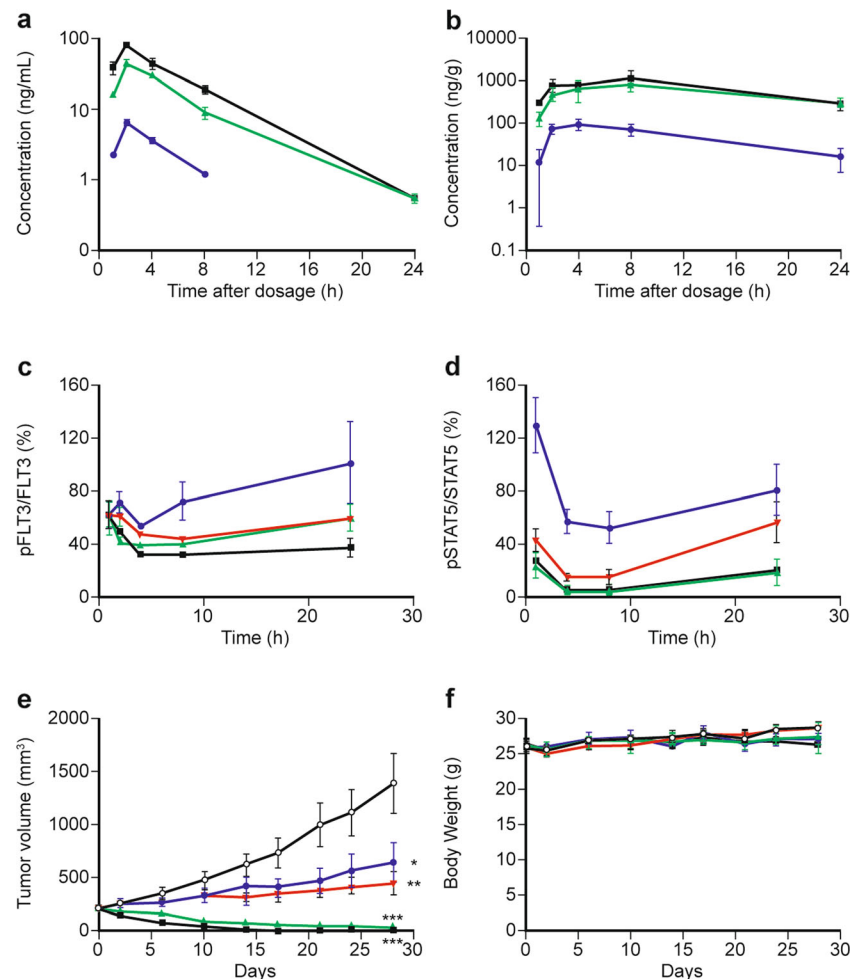 a
Concentration (ng/mL)
100
10
1
0
0 4 8 12 16 20 24
Time after dosage (h)
b
Concentration (ng/g)
10000
1000
100
10
1
0.1
0 4 8 12 16 20 24
Time after dosage (h)
c
pFLT3/FLT3 (%)
160
120
80
40
0
0 10 20 30
Time (h)
d
pSTAT5/STAT5 (%)
160
120
80
40
0
0 10 20 30
Time (h)
e
Tumor volume (mm³)
2000
1500
1000
500
0
*
**
***
***
0 5 10 15 20 25 30
Days
f
Body Weight (g)
30
25
20
15
10
5
0
0 5 10 15 20 25 30
Days